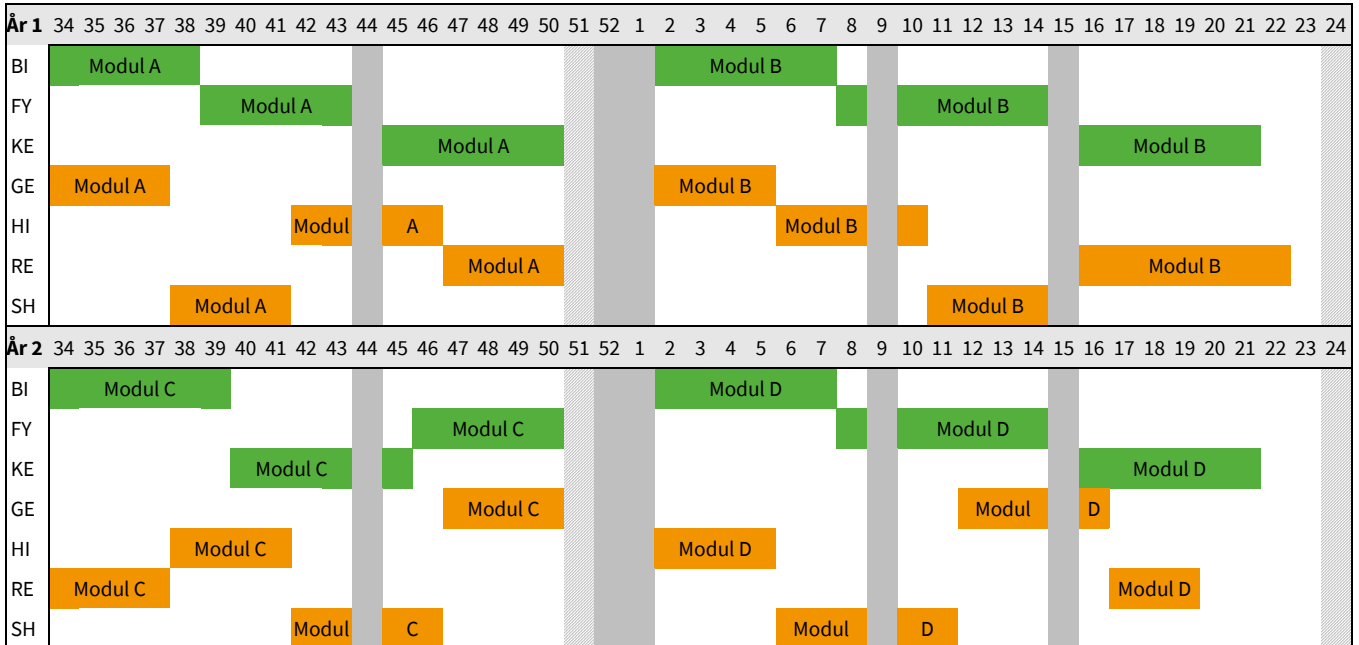 År 1 34 35 36 37 38 39 40 41 42 43 44 45 46 47 48 49 50 51 52 1 2 3 4 5 6 7 8 9 10 11 12 13 14 15 16 17 18 19 20 21 22 23 24
BI Modul A Modul B
FY Modul A Modul B
KE Modul A Modul B
GE Modul A Modul B
HI Modul A Modul B
RE Modul A Modul B
SH Modul A Modul B
År 2 34 35 36 37 38 39 40 41 42 43 44 45 46 47 48 49 50 51 52 1 2 3 4 5 6 7 8 9 10 11 12 13 14 15 16 17 18 19 20 21 22 23 24
BI Modul C Modul D
FY Modul C Modul D
KE Modul C Modul D
GE Modul C Modul D
HI Modul C Modul D
RE Modul C Modul D
SH Modul C Modul D